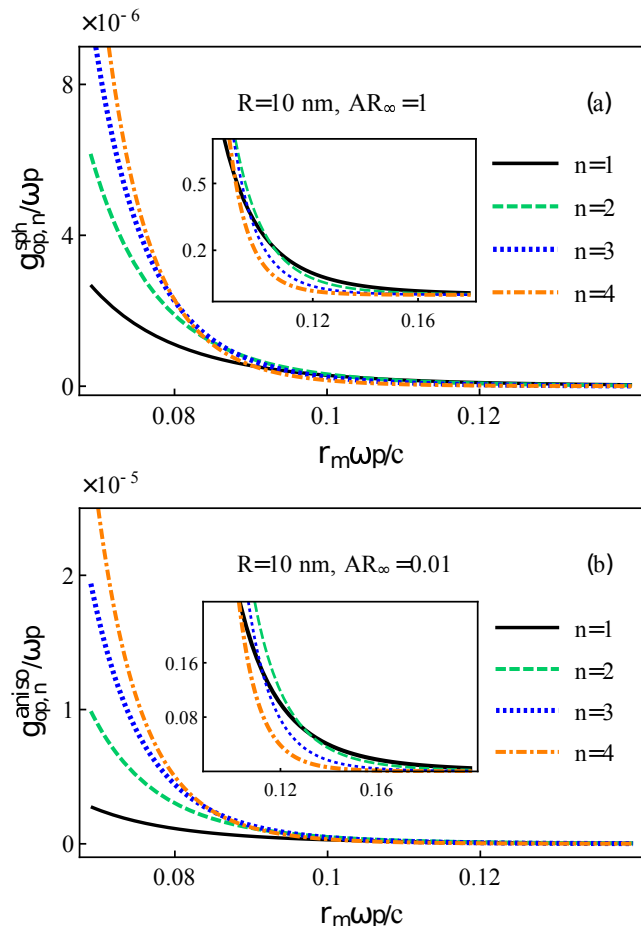 ×10⁻⁶
R=10 nm, AR∞=1
(a)
8
4
0
g^sph_op,n/ωp
0.5
0.2
0.12
0.16
n=1
n=2
n=3
n=4
0.08
0.1
0.12
r_mωp/c
×10⁻⁵
R=10 nm, AR∞=0.01
(b)
2
1
0
g^aniso_op,n/ωp
0.16
0.08
0.12
0.16
n=1
n=2
n=3
n=4
0.08
0.1
0.12
r_mωp/c